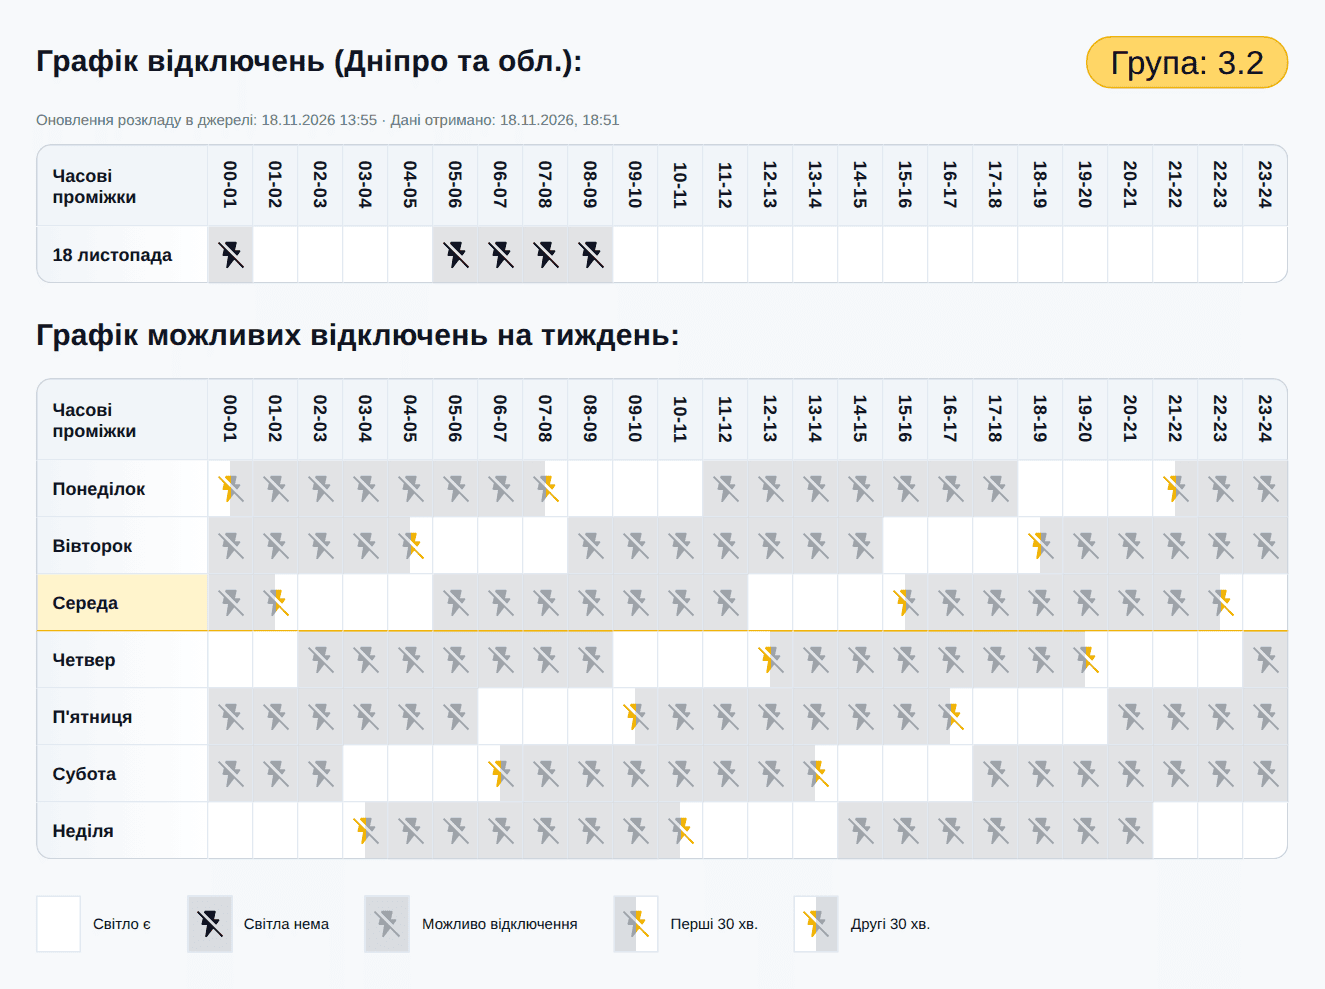 Графік відключень (Дніпро та обл.):
Група: 3.2
Оновлення розкладу в джерелі: 18.11.2026 13:55 · Дані отримано: 18.11.2026, 18:51
Часові
проміжки
00-01 01-02 02-03 03-04 04-05 05-06 06-07 07-08 08-09 09-10 10-11 11-12 12-13 13-14 14-15 15-16 16-17 17-18 18-19 19-20 20-21 21-22 22-23 23-24
18 листопада
Графік можливих відключень на тиждень:
Часові
проміжки
00-01 01-02 02-03 03-04 04-05 05-06 06-07 07-08 08-09 09-10 10-11 11-12 12-13 13-14 14-15 15-16 16-17 17-18 18-19 19-20 20-21 21-22 22-23 23-24
Понеділок
Вівторок
Середа
Четвер
П'ятниця
Субота
Неділя
Світло є
Світла нема
Можливо відключення
Перші 30 хв.
Другі 30 хв.